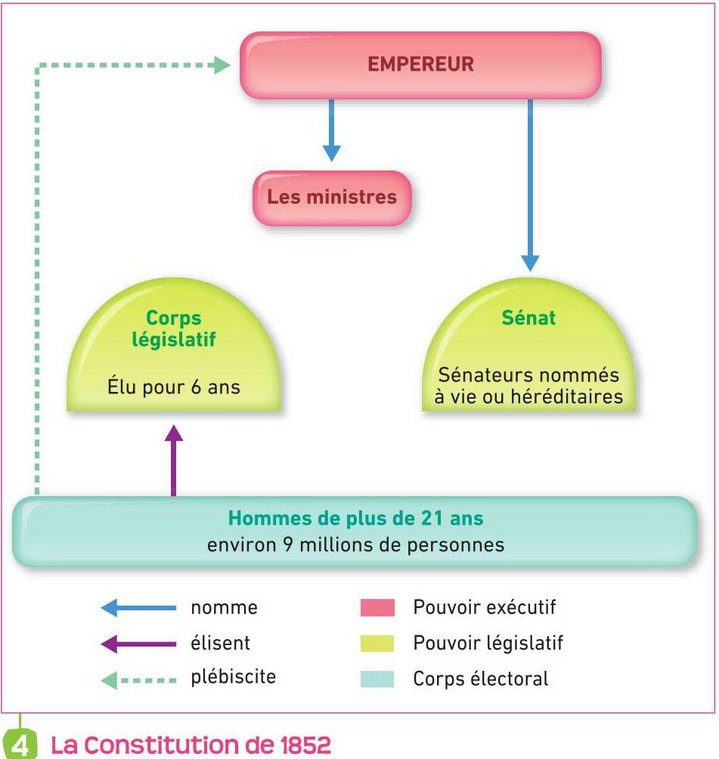 EMPEREUR
Les ministres
Corps
législatif
Élu pour 6 ans
Sénat
Sénateurs nommés
à vie ou héréditaires
Hommes de plus de 21 ans
environ 9 millions de personnes
nomme
élisent
plébiscite
Pouvoir exécutif
Pouvoir législatif
Corps électoral
4 La Constitution de 1852